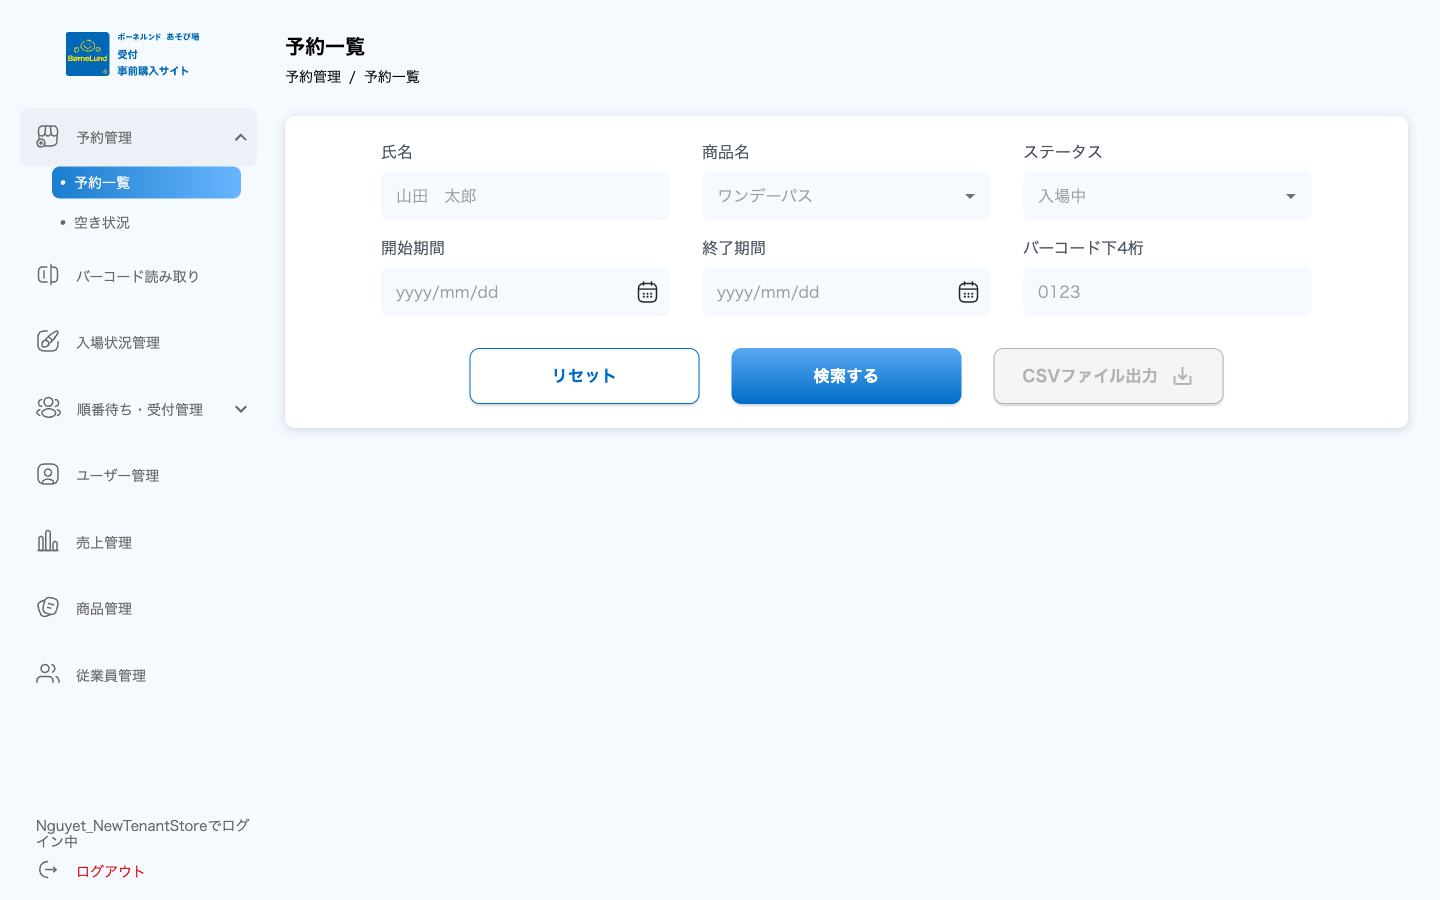 BørneLund
ボーネルンド あそび場
受付
事前購入サイト
予約管理
• 予約一覧
• 空き状況
バーコード読み取り
入場状況管理
順番待ち・受付管理
ユーザー管理
売上管理
商品管理
従業員管理
Nguyet_NewTenantStoreでログ
イン中
ログアウト
予約一覧
予約管理 / 予約一覧
氏名
商品名
ステータス
山田　太郎
ワンデーパス
入場中
開始期間
終了期間
バーコード下4桁
yyyy/mm/dd
yyyy/mm/dd
0123
リセット
検索する
CSVファイル出力